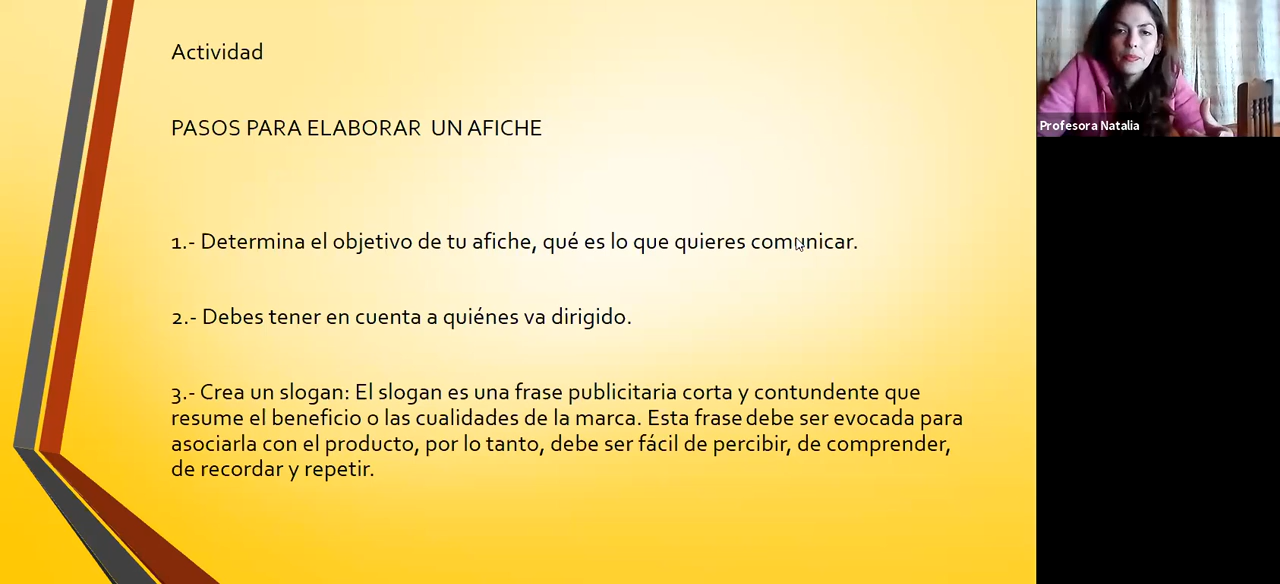 Actividad
PASOS PARA ELABORAR UN AFICHE
1.- Determina el objetivo de tu afiche, qué es lo que quieres comunicar.
2.- Debes tener en cuenta a quiénes va dirigido.
3.- Crea un slogan: El slogan es una frase publicitaria corta y contundente que
resume el beneficio o las cualidades de la marca. Esta frase debe ser evocada para
asociarla con el producto, por lo tanto, debe ser fácil de percibir, de comprender,
de recordar y repetir.
Profesora Natalia